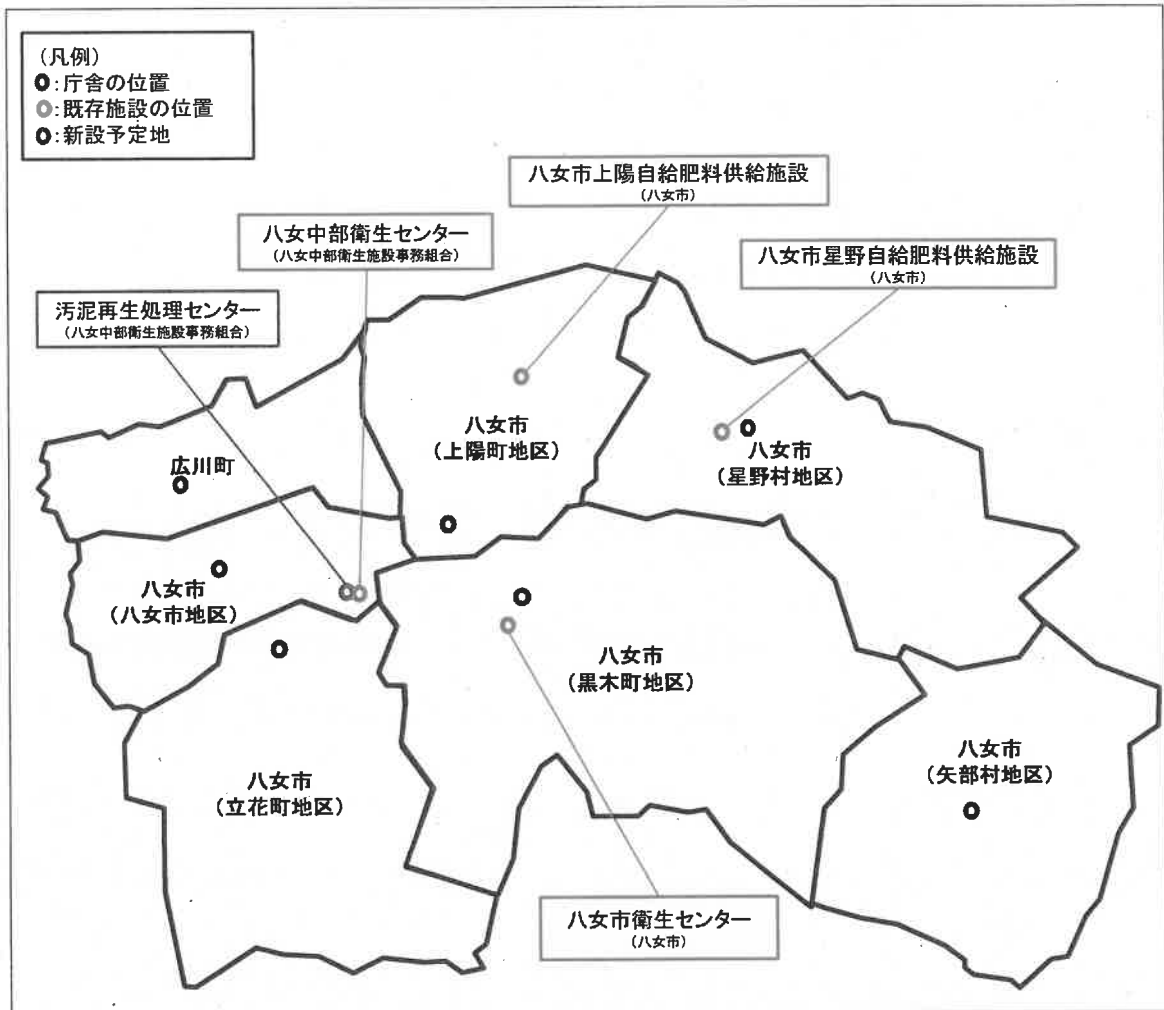 (凡例)
○:庁舎の位置
○:既存施設の位置
○:新設予定地
八女市上陽自給肥料供給施設
(八女市)
八女中部衛生センター
(八女中部衛生施設事務組合)
八女市星野自給肥料供給施設
(八女市)
汚泥再生処理センター
(八女中部衛生施設事務組合)
八女市
(上陽町地区)
八女市
(星野村地区)
広川町
八女市
(八女市地区)
八女市
(黒木町地区)
八女市
(矢部村地区)
八女市
(立花町地区)
八女市衛生センター
(八女市)